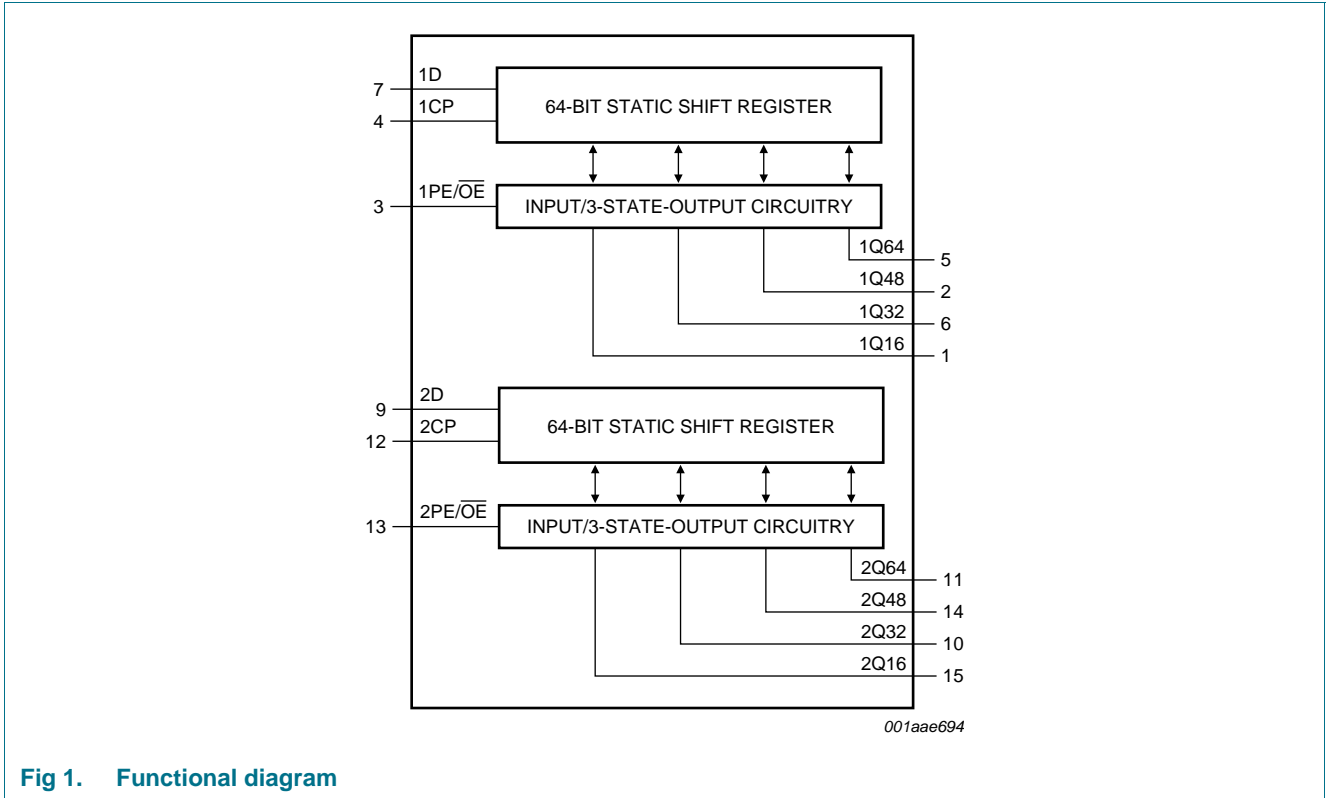 1D
7
64-BIT STATIC SHIFT REGISTER
1CP
4
1PE/O̅E̅
3
INPUT/3-STATE-OUTPUT CIRCUITRY
1Q64
5
1Q48
2
1Q32
6
1Q16
1
2D
9
64-BIT STATIC SHIFT REGISTER
2CP
12
2PE/O̅E̅
13
INPUT/3-STATE-OUTPUT CIRCUITRY
2Q64
11
2Q48
14
2Q32
10
2Q16
15
001aae694
Fig 1. Functional diagram